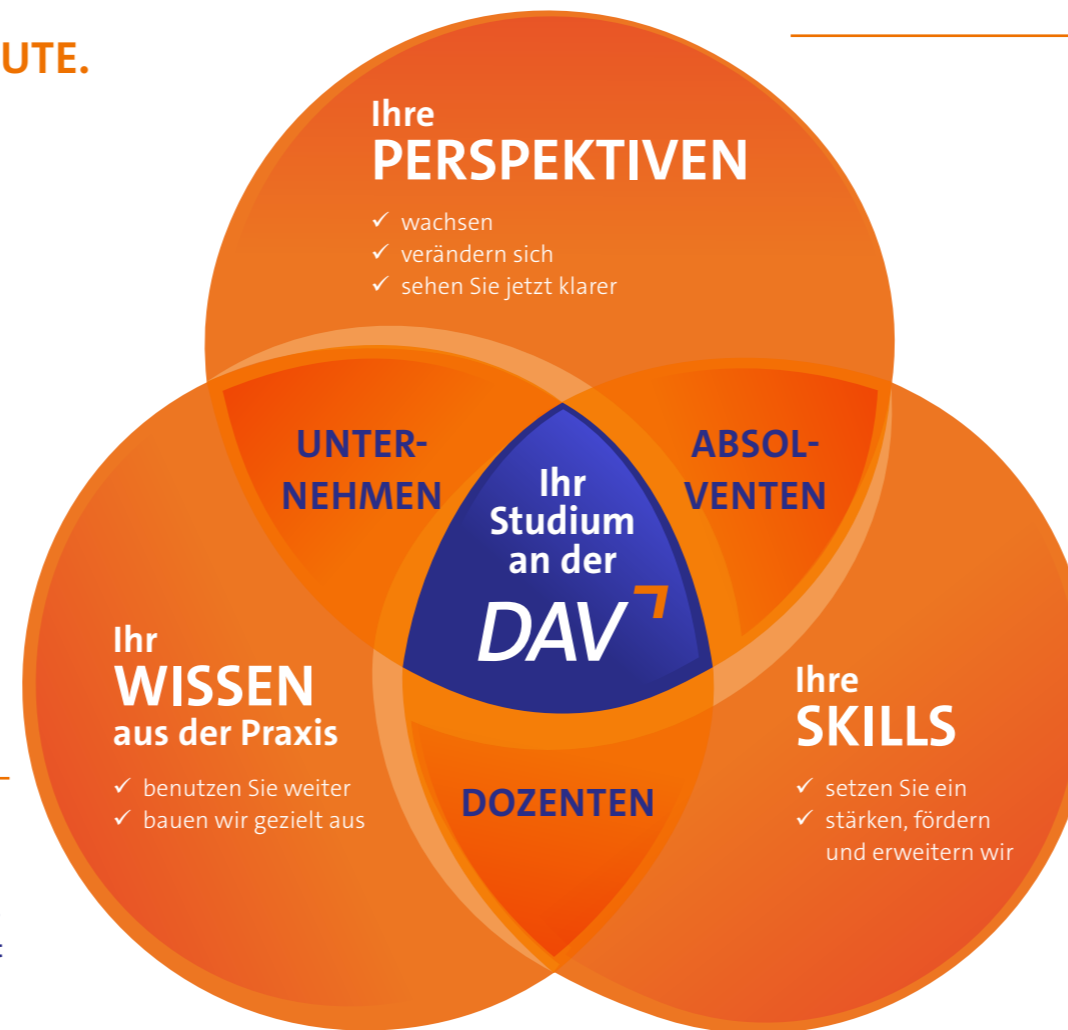 UTE.
Ihre
PERSPEKTIVEN
✓ wachsen
✓ verändern sich
✓ sehen Sie jetzt klarer
UNTER-
NEHMEN
ABSOL-
VENTEN
Ihr
Studium
an der
DAV
Ihr
WISSEN
aus der Praxis
✓ benutzen Sie weiter
✓ bauen wir gezielt aus
Ihre
SKILLS
✓ setzen Sie ein
✓ stärken, fördern
und erweitern wir
DOZENTEN